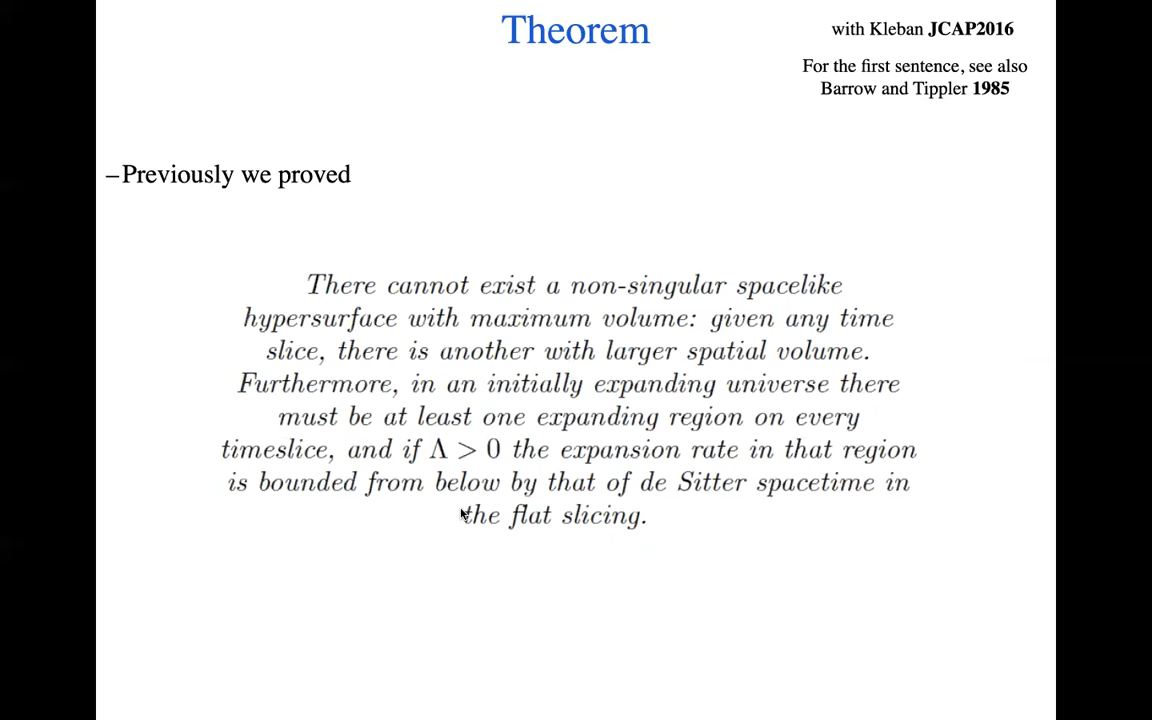 Theorem
with Kleban JCAP2016
For the first sentence, see also
Barrow and Tippler 1985
–Previously we proved
There cannot exist a non-singular spacelike
hypersurface with maximum volume: given any time
slice, there is another with larger spatial volume.
Furthermore, in an initially expanding universe there
must be at least one expanding region on every
timeslice, and if Λ > 0 the expansion rate in that region
is bounded from below by that of de Sitter spacetime in
the flat slicing.